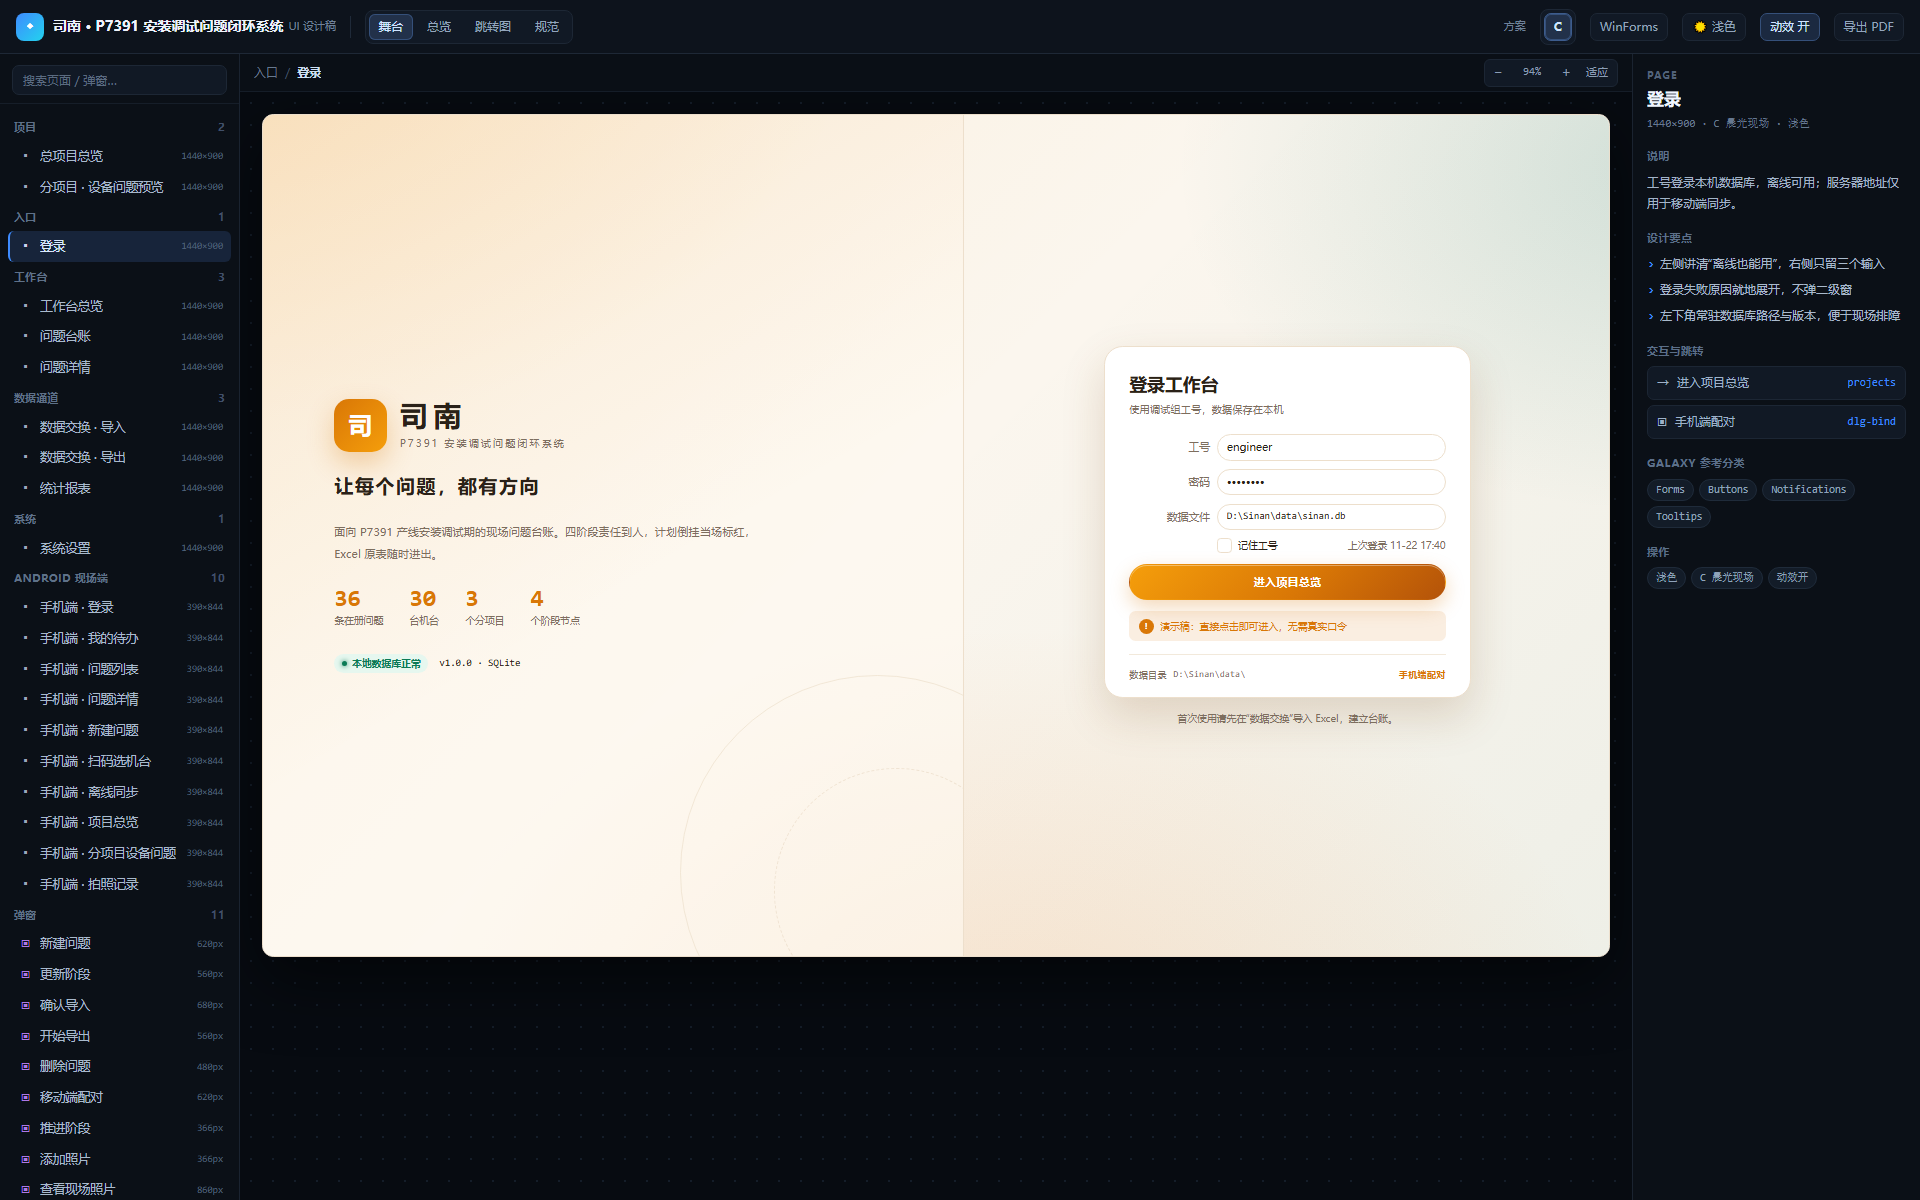 司南 • P7391 安装调试问题闭环系统 UI 设计稿
舞台 总览 跳转图 规范
方案 C WinForms 浅色 动效 开 导出 PDF
搜索页面 / 弹窗...
项目 2
总项目总览 1440×900
分项目 · 设备问题预览 1440×900
入口 1
登录 1440×900
工作台 3
工作台总览 1440×900
问题台账 1440×900
问题详情 1440×900
数据通道 3
数据交换 · 导入 1440×900
数据交换 · 导出 1440×900
统计报表 1440×900
系统 1
系统设置 1440×900
ANDROID 现场端 10
手机端 · 登录 390×844
手机端 · 我的待办 390×844
手机端 · 问题列表 390×844
手机端 · 问题详情 390×844
手机端 · 新建问题 390×844
手机端 · 扫码选机台 390×844
手机端 · 离线同步 390×844
手机端 · 项目总览 390×844
手机端 · 分项目设备问题 390×844
手机端 · 拍照记录 390×844
弹窗 11
新建问题 620px
更新阶段 560px
确认导入 680px
开始导出 560px
删除问题 480px
移动端配对 620px
推进阶段 366px
添加照片 366px
查看现场照片 860px
入口 / 登录
− 94% + 适应
司
司南
P7391 安装调试问题闭环系统
让每个问题，都有方向
面向 P7391 产线安装调试期的现场问题台账。四阶段责任到人，计划倒挂当场标红，
Excel 原表随时进出。
36 30 3 4
条在册问题 台机台 个分项目 个阶段节点
本地数据库正常 v1.0.0 · SQLite
登录工作台
使用调试组工号，数据保存在本机
工号 engineer
密码 ••••••••
数据文件 D:\Sinan\data\sinan.db
记住工号 上次登录 11-22 17:40
进入项目总览
! 演示稿：直接点击即可进入，无需真实口令
数据目录 D:\Sinan\data\ 手机端配对
首次使用请先在“数据交换”导入 Excel，建立台账。
PAGE
登录
1440×900 · C 晨光现场 · 浅色
说明
工号登录本机数据库，离线可用；服务器地址仅
用于移动端同步。
设计要点
› 左侧讲清“离线也能用”，右侧只留三个输入
› 登录失败原因就地展开，不弹二级窗
› 左下角常驻数据库路径与版本，便于现场排障
交互与跳转
→ 进入项目总览 projects
手机端配对 dlg-bind
GALAXY 参考分类
Forms Buttons Notifications
Tooltips
操作
浅色 C 晨光现场 动效开